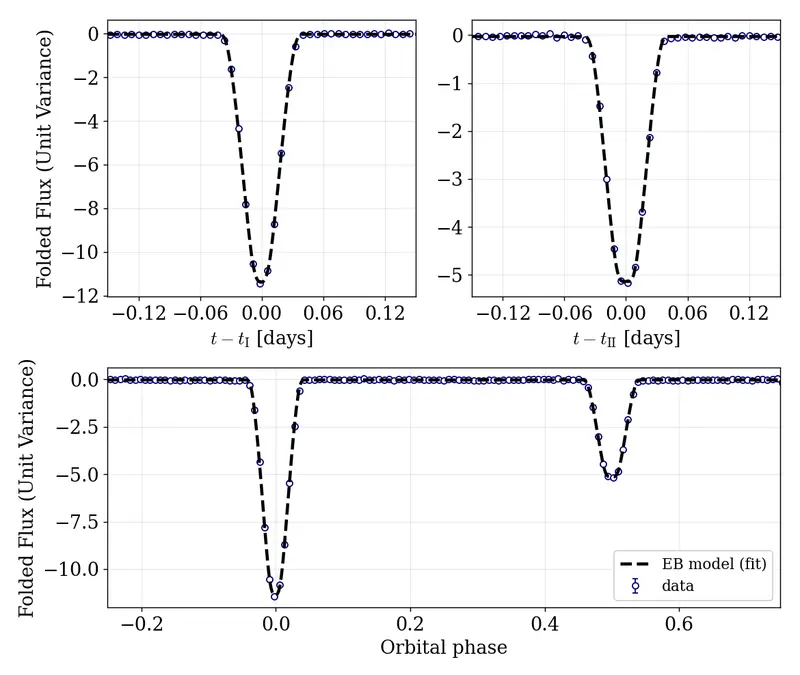 Folded Flux (Unit Variance)
0
−2
−4
−6
−8
−10
−12
−0.12 −0.06 0.00 0.06 0.12
t − t_I [days]
0
−1
−2
−3
−4
−5
−0.12 −0.06 0.00 0.06 0.12
t − t_II [days]
Folded Flux (Unit Variance)
0.0
−2.5
−5.0
−7.5
−10.0
−0.2 0.0 0.2 0.4 0.6
Orbital phase
EB model (fit)
data